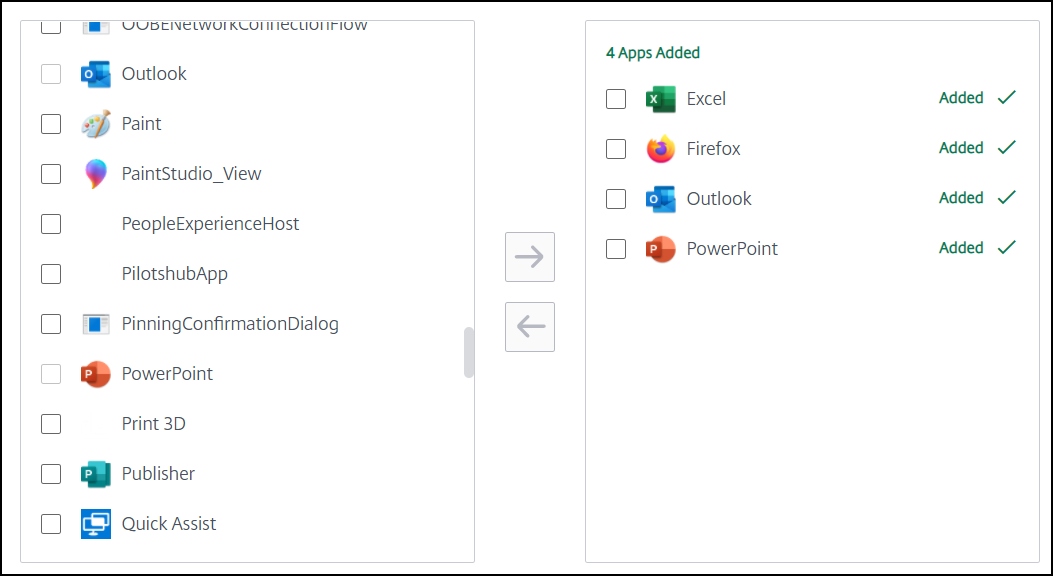 OOBENetworkConnectionFlow
Outlook
Paint
PaintStudio_View
PeopleExperienceHost
PilotshubApp
PinningConfirmationDialog
PowerPoint
Print 3D
Publisher
Quick Assist
4 Apps Added
Excel Added
Firefox Added
Outlook Added
PowerPoint Added